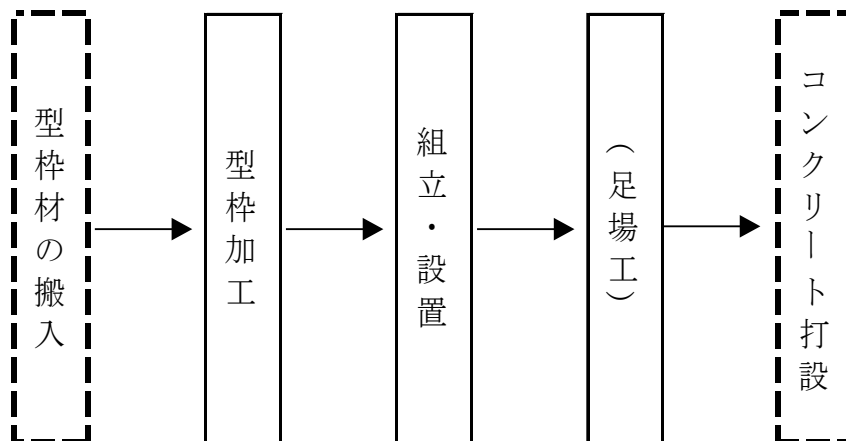 型枠材の搬入
型枠加工
組立・設置
(足場工)
コンクリート打設